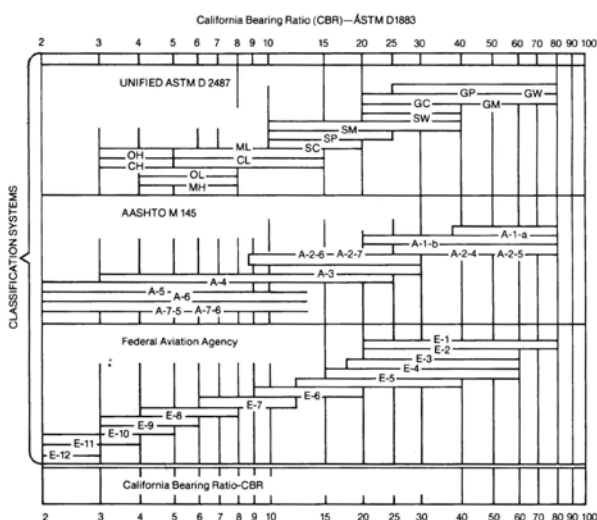 California Bearing Ratio (CBR)—ASTM D1883
2 3 4 5 6 7 8 9 10 15 20 25 30 40 50 60 70 80 90 100
UNIFIED ASTM D 2487
GP GW
GC GM
SW
SM
SP
ML SC
OH CL
CH
OL
MH
CLASSIFICATION SYSTEMS
AASHTO M 145
A-1-a
A-1-b
A-2-6 A-2-7 A-2-4 A-2-5
A-3
A-4
A-5
A-6
A-7-5 A-7-6
Federal Aviation Agency
E-1
E-2
E-3
E-4
E-5
E-6
E-7
E-8
E-9
E-10
E-11
E-12
California Bearing Ratio-CBR
2 3 4 5 6 7 8 9 10 15 20 25 30 40 50 60 70 80 90 100